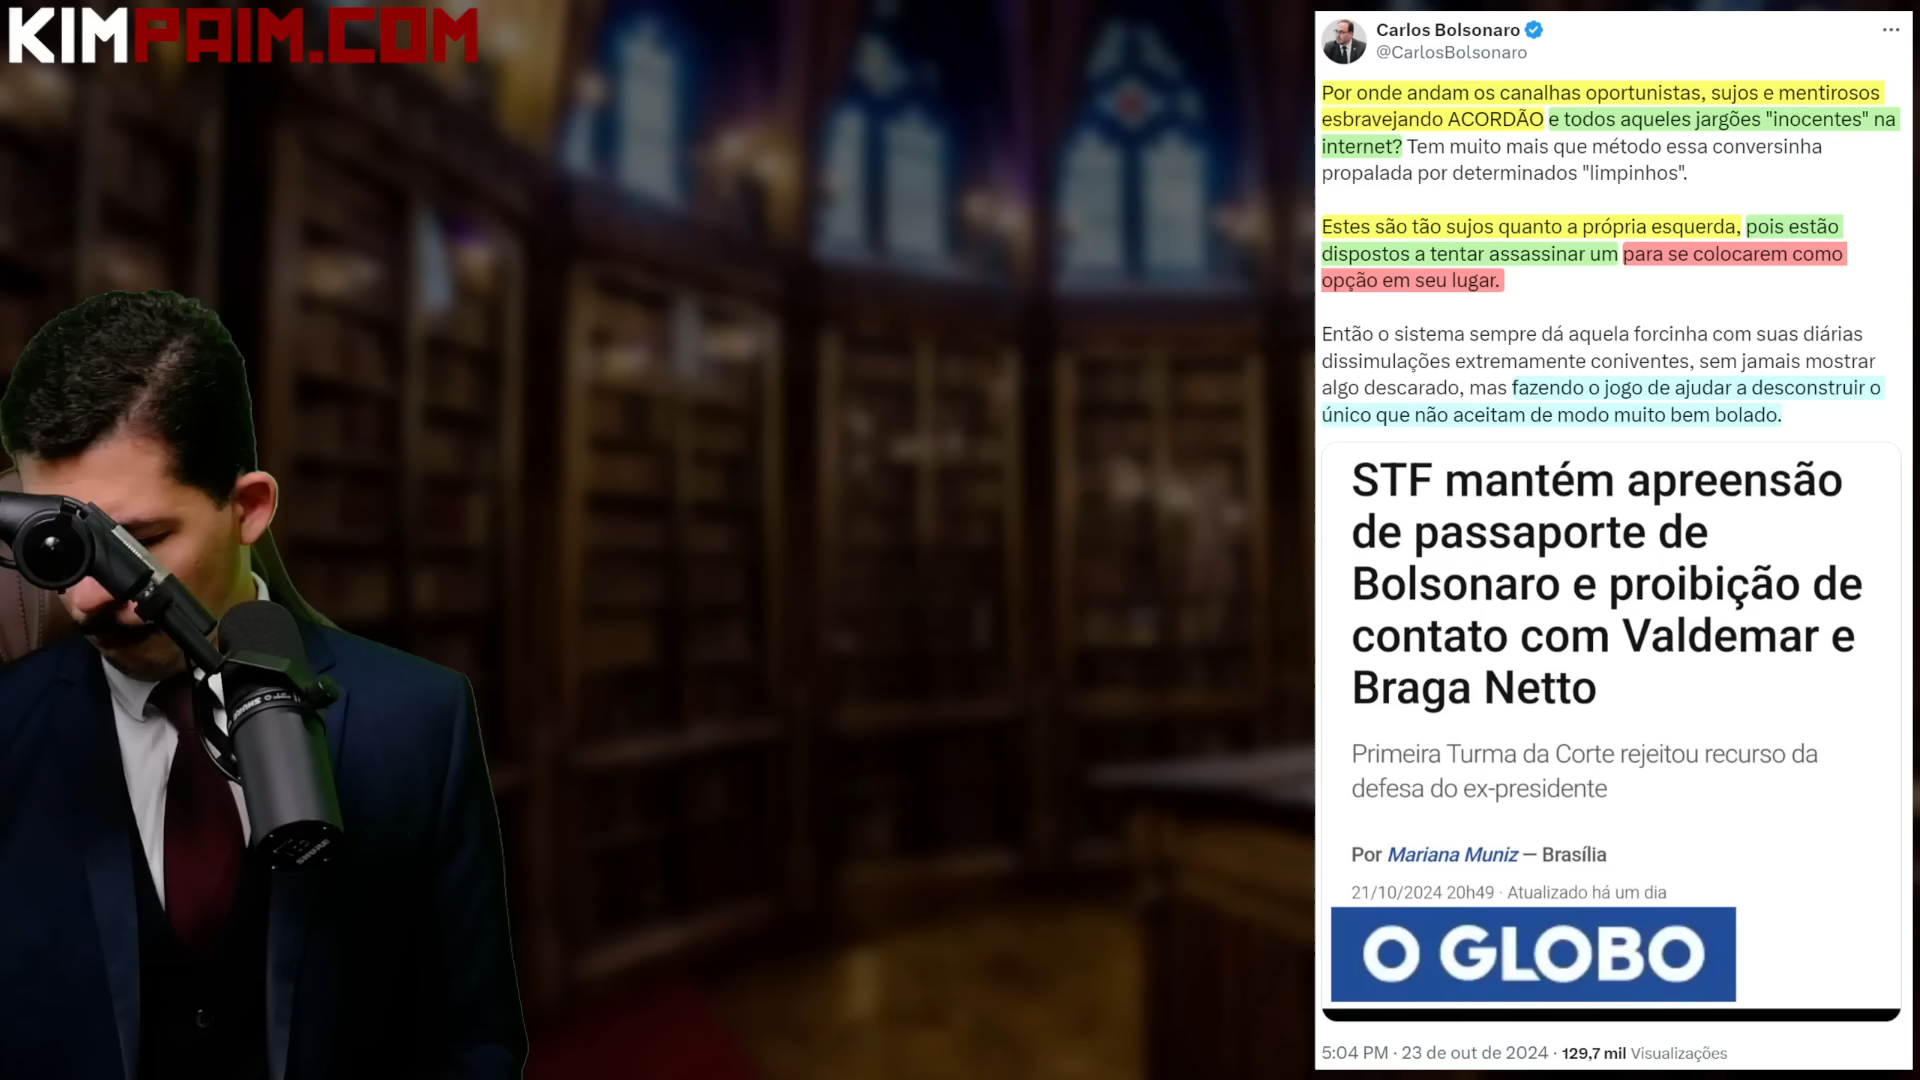 KIMPAIM.COM
Carlos Bolsonaro
@CarlosBolsonaro
Por onde andam os canalhas oportunistas, sujos e mentirosos
esbravejando ACORDÃO e todos aqueles jargões "inocentes" na
internet? Tem muito mais que método essa conversinha
propalada por determinados "limpinhos".
Estes são tão sujos quanto a própria esquerda, pois estão
dispostos a tentar assassinar um para se colocarem como
opção em seu lugar.
Então o sistema sempre dá aquela forcinha com suas diárias
dissimulações extremamente coniventes, sem jamais mostrar
algo descarado, mas fazendo o jogo de ajudar a desconstruir o
único que não aceitam de modo muito bem bolado.
STF mantém apreensão
de passaporte de
Bolsonaro e proibição de
contato com Valdemar e
Braga Netto
Primeira Turma da Corte rejeitou recurso da
defesa do ex-presidente
Por Mariana Muniz — Brasília
21/10/2024 20h49 · Atualizado há um dia
O GLOBO
5:04 PM · 23 de out de 2024 · 129,7 mil Visualizações
SHURE
SHURE